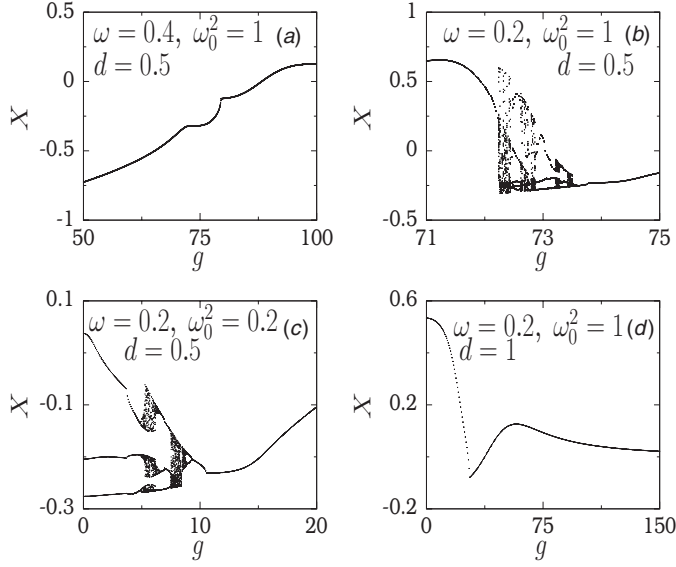 ω = 0.4, ω₀² = 1 (a)
d = 0.5
0
-0.5
-1
X
50 75 100
g
ω = 0.2, ω₀² = 1 (b)
d = 0.5
1
0.5
0
-0.5
X
71 73 75
g
ω = 0.2, ω₀² = 0.2 (c)
d = 0.5
0.1
-0.1
-0.3
X
0 10 20
g
ω = 0.2, ω₀² = 1 (d)
d = 1
0.6
0.2
-0.2
X
0 75 150
g